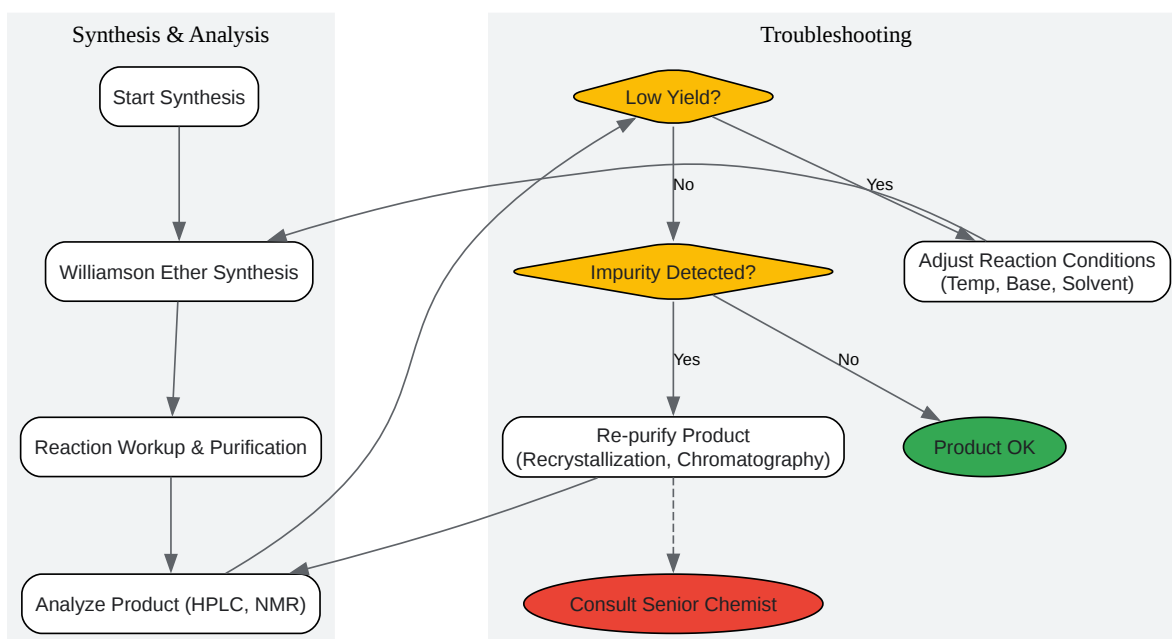 Synthesis & Analysis
Troubleshooting
Start Synthesis
Low Yield?
No
Yes
Williamson Ether Synthesis
Impurity Detected?
Adjust Reaction Conditions
(Temp, Base, Solvent)
Yes
No
Reaction Workup & Purification
Re-purify Product
(Recrystallization, Chromatography)
Product OK
Analyze Product (HPLC, NMR)
Consult Senior Chemist